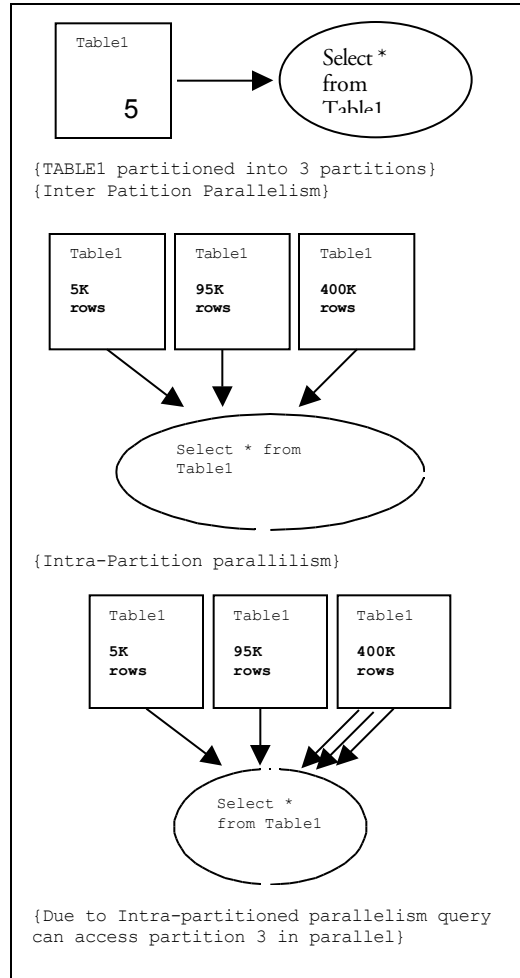 Table1
5
Select *
from
Table1
{TABLE1 partitioned into 3 partitions}
{Inter Patition Parallelism}
Table1
5K
rows
Table1
95K
rows
Table1
400K
rows
Select * from
Table1
{Intra-Partition parallilism}
Table1
5K
rows
Table1
95K
rows
Table1
400K
rows
Select *
from Table1
{Due to Intra-partitioned parallelism query
can access partition 3 in parallel}